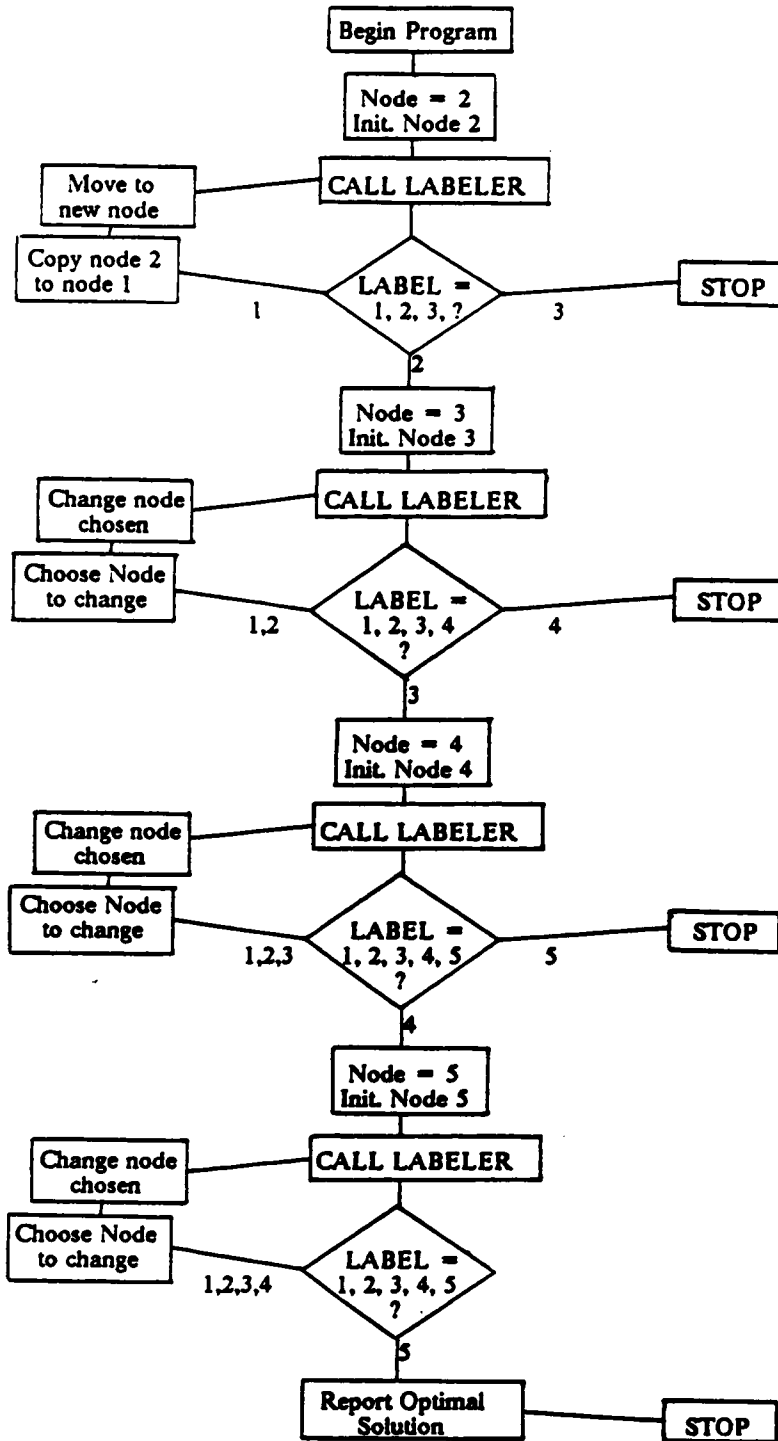 Begin Program
Node = 2
Init. Node 2
Move to
new node
CALL LABELER
Copy node 2
to node 1
LABEL =
1, 2, 3, ?
1
3
STOP
2
Node = 3
Init. Node 3
Change node
chosen
CALL LABELER
Choose Node
to change
LABEL =
1, 2, 3, 4
?
1,2
4
STOP
3
Node = 4
Init. Node 4
Change node
chosen
CALL LABELER
Choose Node
to change
LABEL =
1, 2, 3, 4, 5
?
1,2,3
5
STOP
4
Node = 5
Init. Node 5
Change node
chosen
CALL LABELER
Choose Node
to change
LABEL =
1, 2, 3, 4, 5
?
1,2,3,4
5
Report Optimal
Solution
STOP